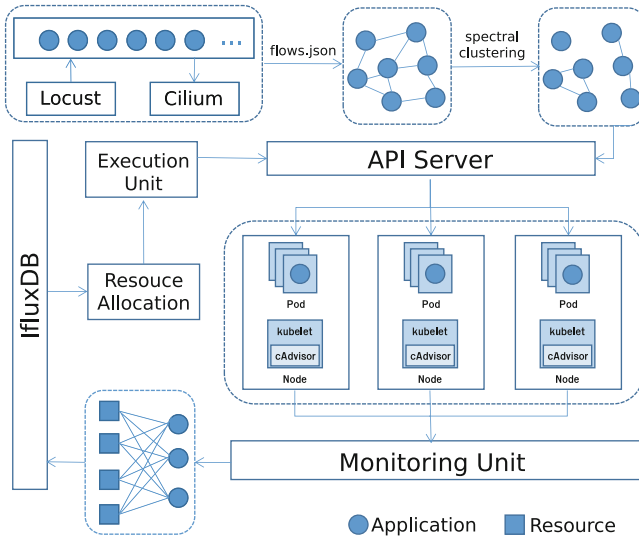 ...
Locust
Cilium
flows.json
spectral
clustering
Execution
Unit
API Server
IfluxDB
Resouce
Allocation
Pod
Pod
Pod
kubelet
kubelet
kubelet
cAdvisor
cAdvisor
cAdvisor
Node
Node
Node
Monitoring Unit
Application
Resource